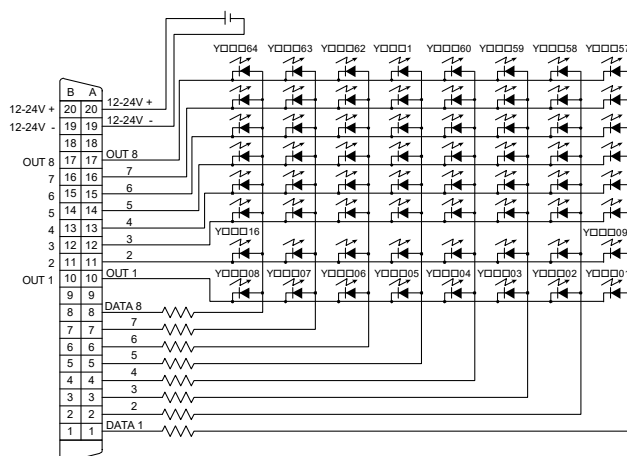 Y□□□64 Y□□□63 Y□□□62 Y□□□1 Y□□□60 Y□□□59 Y□□□58 Y□□□57
B A
12-24V + 20 20 12-24V +
12-24V - 19 19 12-24V -
18 18
OUT 8 17 17 OUT 8
7 16 16 7
6 15 15 6
5 14 14 5
4 13 13 4
3 12 12 3
Y□□□16 Y□□□09
2 11 11 2
OUT 1 10 10 OUT 1
Y□□□08 Y□□□07 Y□□□06 Y□□□05 Y□□□04 Y□□□03 Y□□□02 Y□□□01
9 9
8 8 DATA 8
7 7 7
6 6 6
5 5 5
4 4 4
3 3 3
2 2 2
1 1 DATA 1